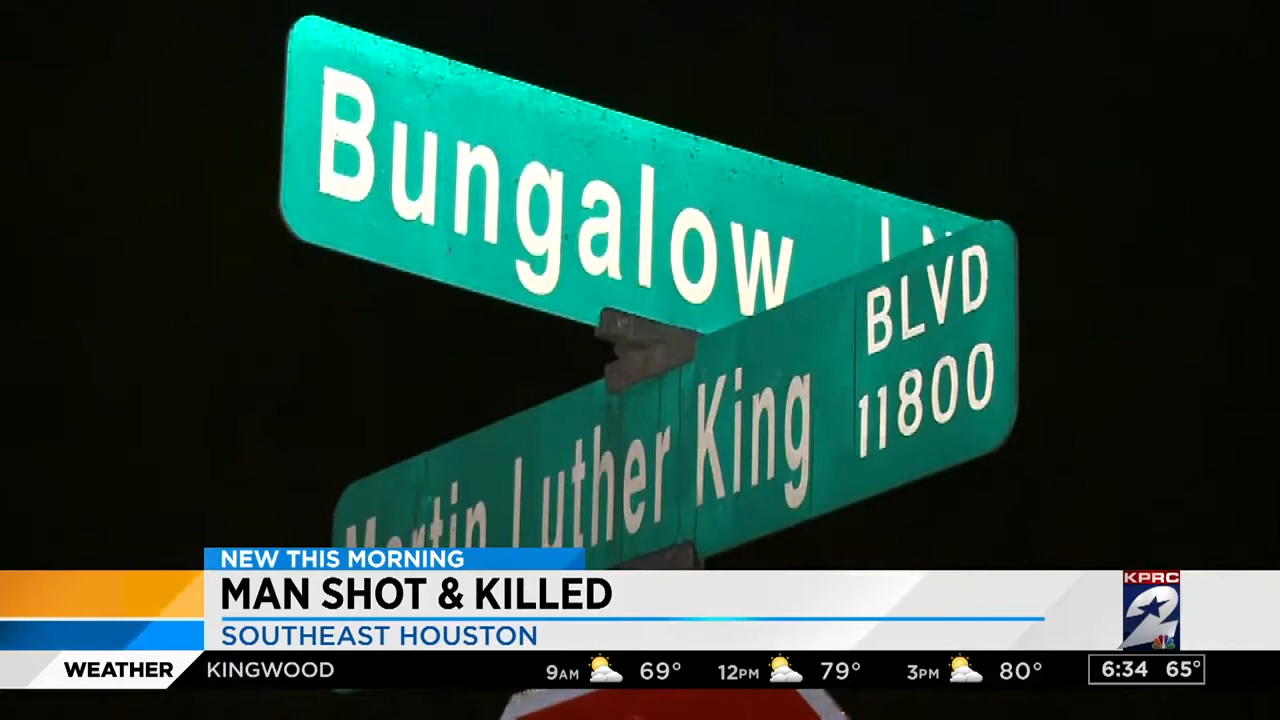 Bungalow LN
BLVD
11800
Martin Luther King
NEW THIS MORNING
MAN SHOT & KILLED
SOUTHEAST HOUSTON
KPRC
2
WEATHER KINGWOOD 9AM 69° 12PM 79° 3PM 80° 6:34 65°